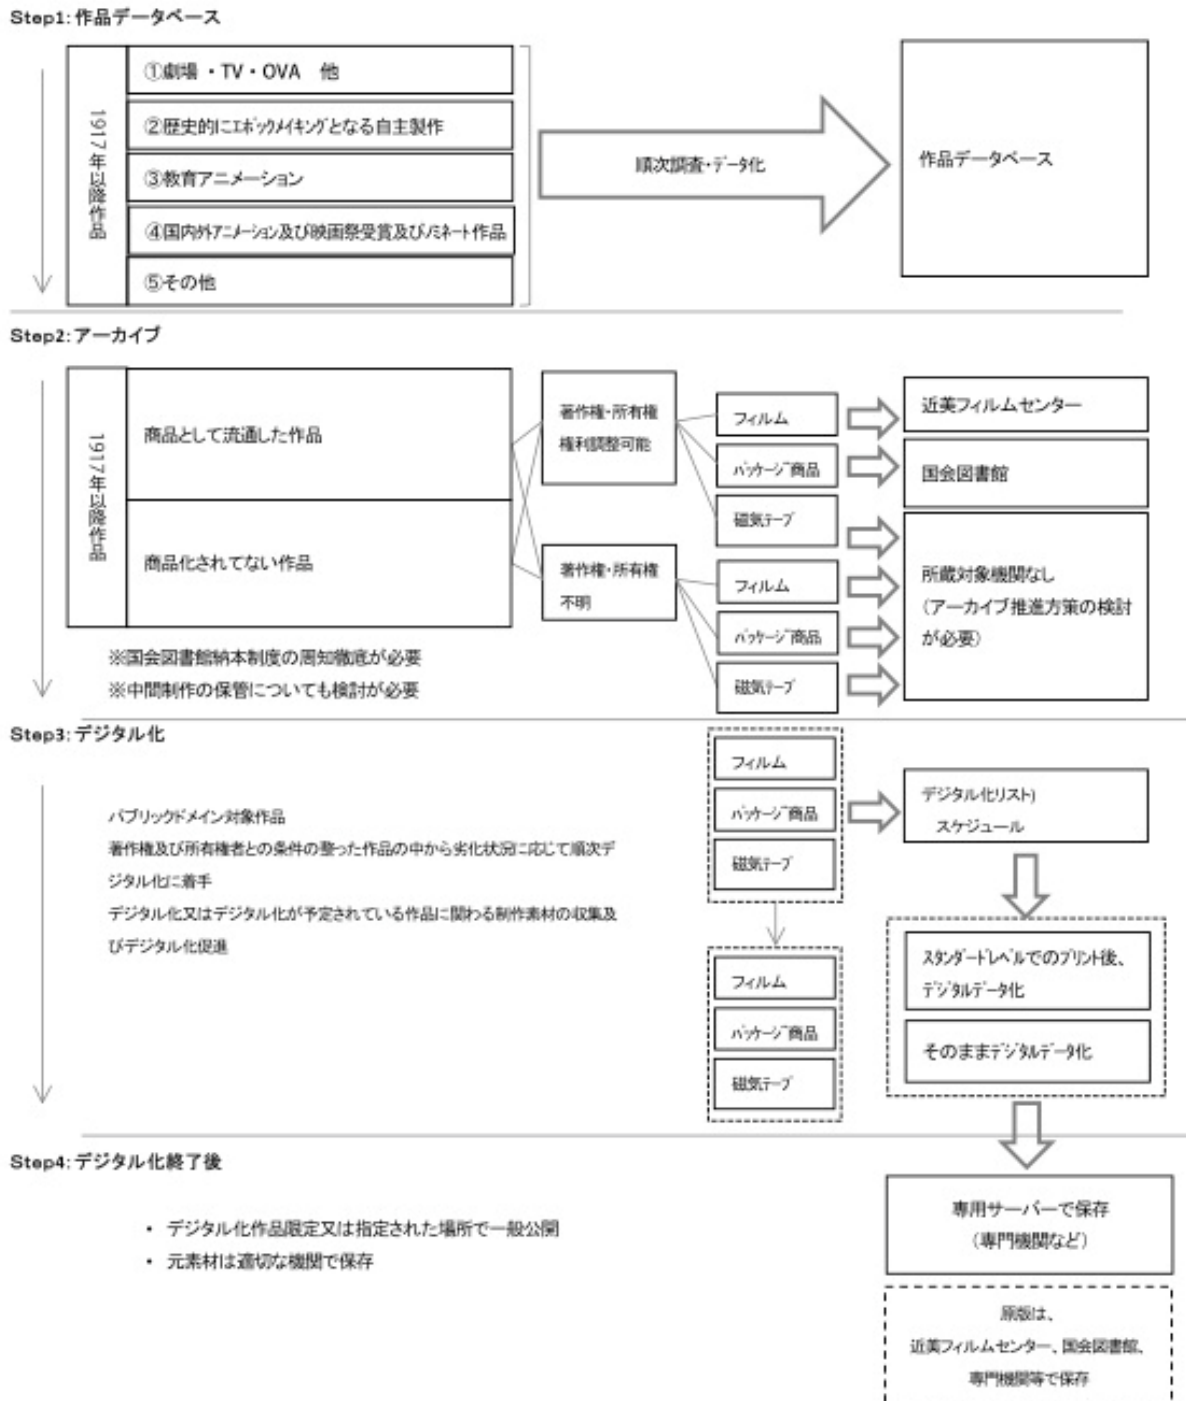 Step1:作品データベース
1917年以降作品
①劇場・TV・OVA 他
②歴史的にエポックメイキングとなる自主製作
③教育アニメーション
④国内外アニメーション及び映画祭受賞及びノミネート作品
⑤その他
順次調査・データ化
作品データベース
Step2:アーカイブ
1917年以降作品
商品として流通した作品
商品化されてない作品
著作権・所有権
権利調整可能
著作権・所有権
不明
フィルム
パッケージ商品
磁気テープ
フィルム
パッケージ商品
磁気テープ
近美フィルムセンター
国会図書館
所蔵対象機関なし
(アーカイブ推進方策の検討
が必要)
※国会図書館納本制度の周知徹底が必要
※中間制作の保管についても検討が必要
Step3:デジタル化
パブリックドメイン対象作品
著作権及び所有権者との条件の整った作品の中から劣化状況に応じて順次デ
ジタル化に着手
デジタル化又はデジタル化が予定されている作品に関わる制作素材の収集及
びデジタル化促進
フィルム
パッケージ商品
磁気テープ
フィルム
パッケージ商品
磁気テープ
デジタル化リスト)
スケジュール
スタンダードレベルでのプリント後、
デジタルデータ化
そのままデジタルデータ化
Step4:デジタル化終了後
・ デジタル化作品限定又は指定された場所で一般公開
・ 元素材は適切な機関で保存
専用サーバーで保存
(専門機関など)
原版は、
近美フィルムセンター、国会図書館、
専門機関等で保存